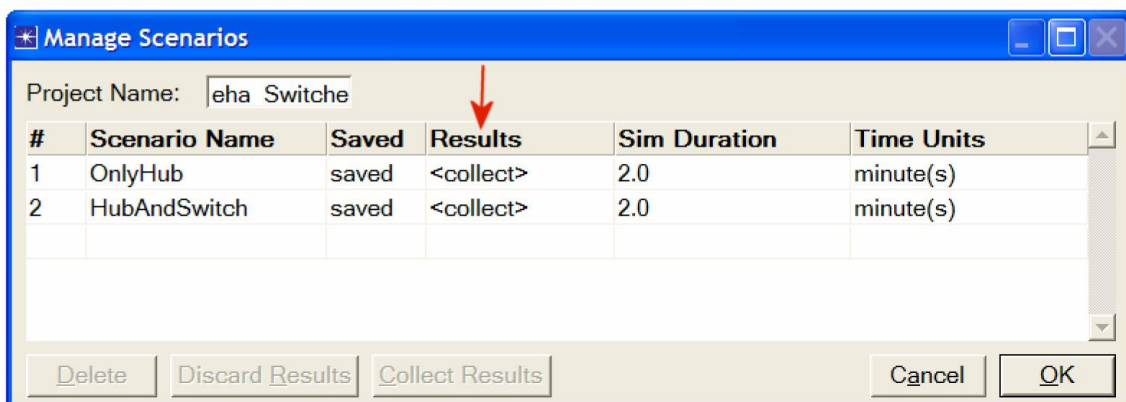 Manage Scenarios
Project Name: eha Switche
# Scenario Name Saved Results Sim Duration Time Units
1 OnlyHub saved <collect> 2.0 minute(s)
2 HubAndSwitch saved <collect> 2.0 minute(s)
Delete Discard Results Collect Results Cancel OK